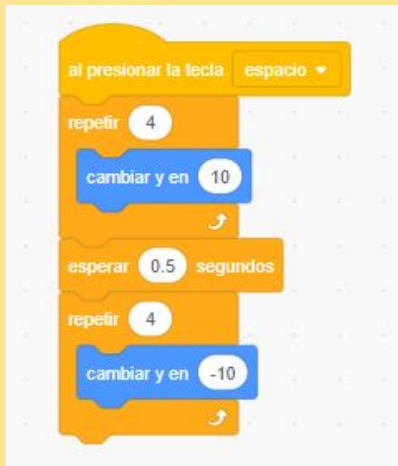 al presionar la tecla espacio
repetir 4
cambiar y en 10
esperar 0.5 segundos
repetir 4
cambiar y en -10